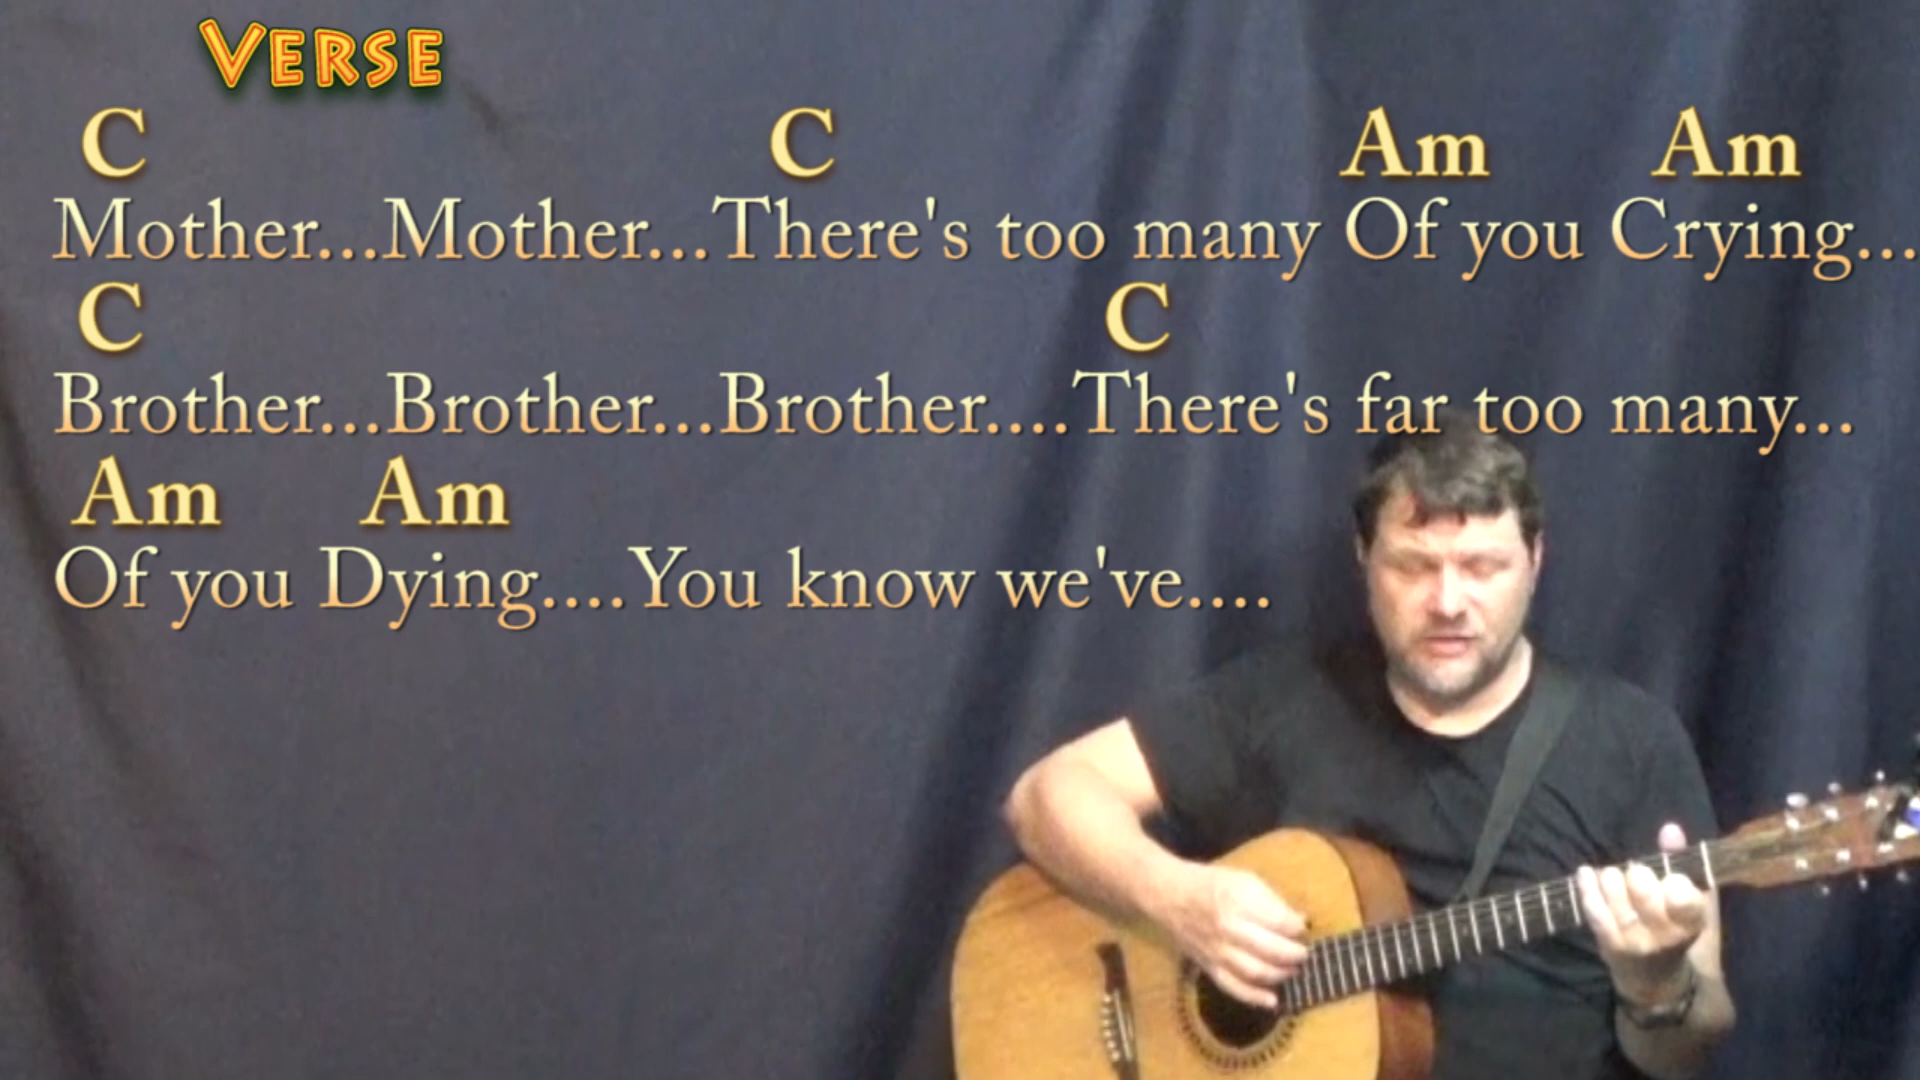 VERSE
C C Am Am
Mother...Mother...There's too many Of you Crying...
C C
Brother...Brother...Brother....There's far too many...
Am Am
Of you Dying....You know we've....